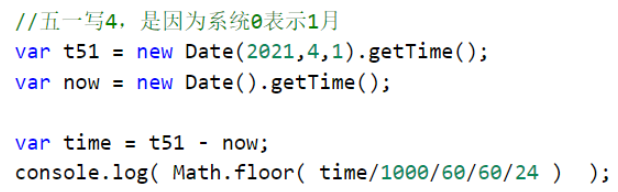 //五一写4，是因为系统0表示1月
var t51 = new Date(2021,4,1).getTime();
var now = new Date().getTime();
var time = t51 - now;
console.log( Math.floor( time/1000/60/60/24 )  );